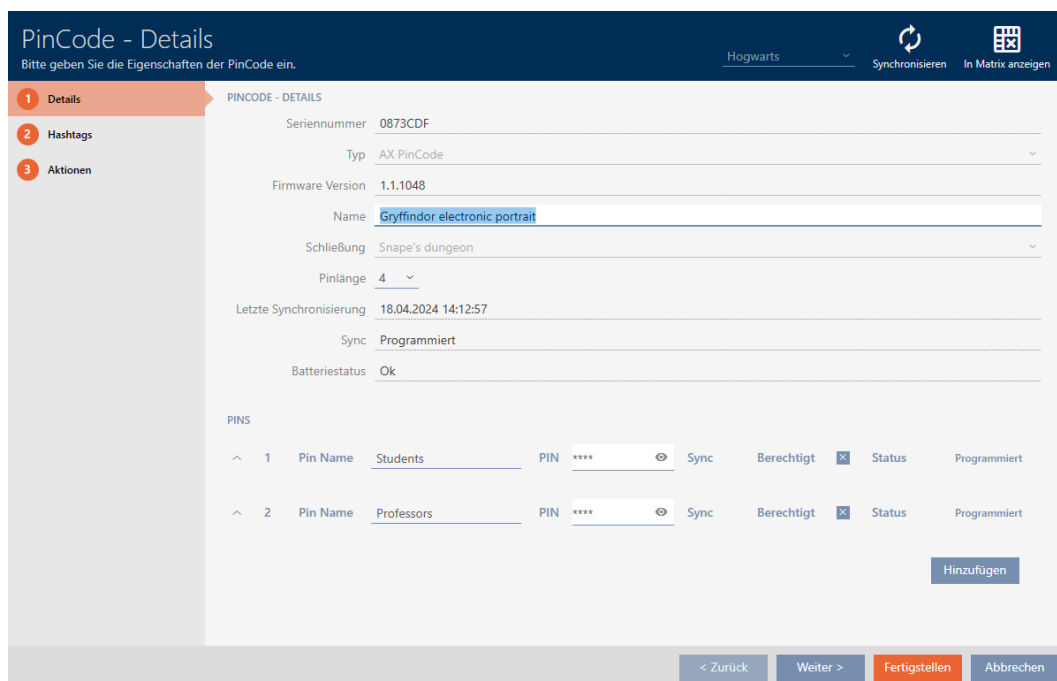 PinCode - Details
Bitte geben Sie die Eigenschaften der PinCode ein.
Hogwarts
Synchronisieren
In Matrix anzeigen
1 Details
2 Hashtags
3 Aktionen
PINCODE - DETAILS
Seriennummer 0873CDF
Typ AX PinCode
Firmware Version 1.1.1048
Name Gryffindor electronic portrait
Schließung Snape's dungeon
Pinlänge 4
Letzte Synchronisierung 18.04.2024 14:12:57
Sync Programmiert
Batteriestatus Ok
PINS
1 Pin Name Students PIN **** Sync Berechtigt Status Programmiert
2 Pin Name Professors PIN **** Sync Berechtigt Status Programmiert
Hinzufügen
< Zurück Weiter > Fertigstellen Abbrechen